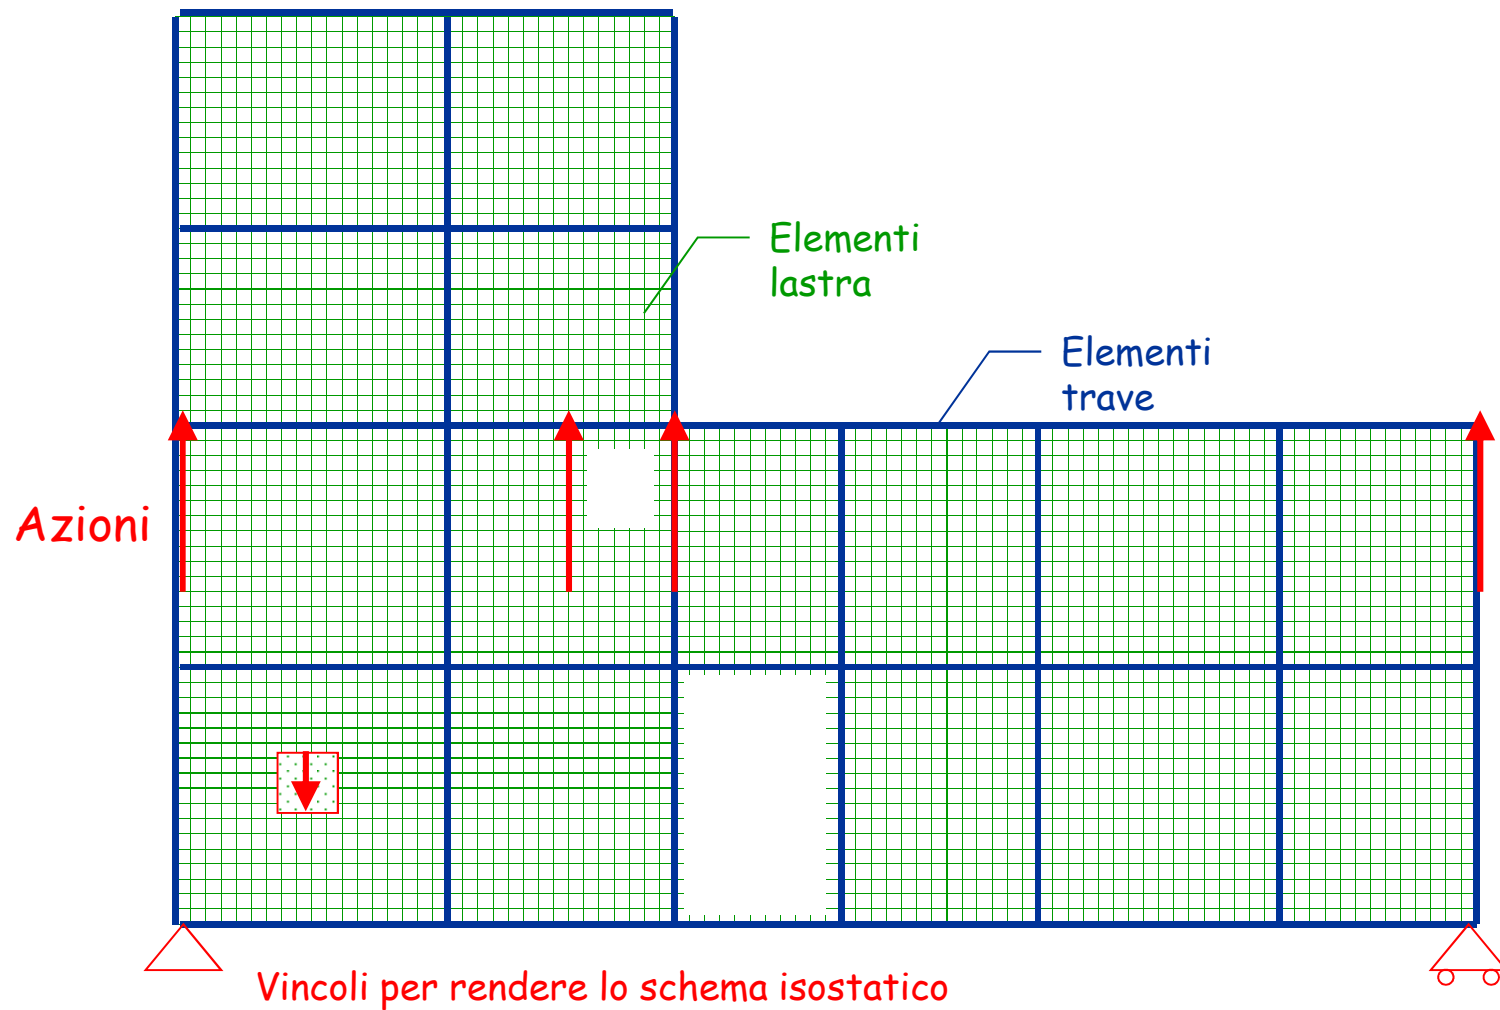 Elementi
lastra
Elementi
trave
Azioni
Vincoli per rendere lo schema isostatico